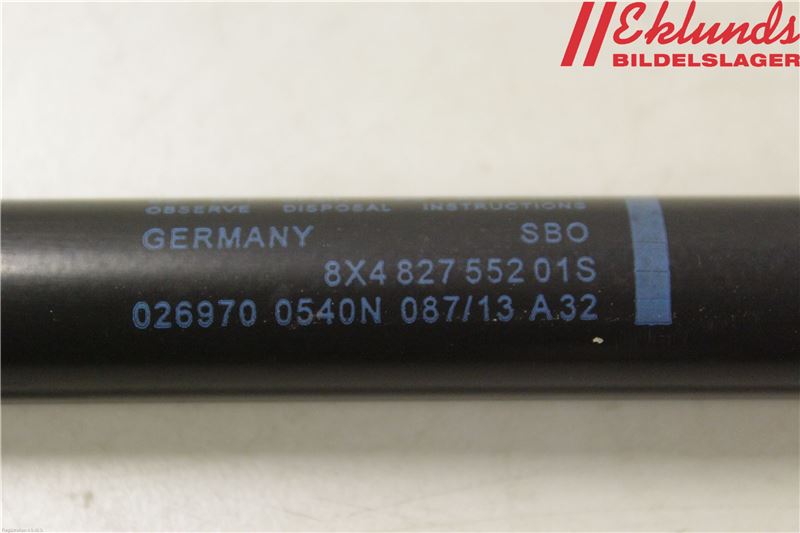 Eklunds
BILDELSLAGER
OBSERVE DISPOSAL INSTRUCTIONS
GERMANY SBO
8X4 827 552 01S
026970 0540N 087/13 A32